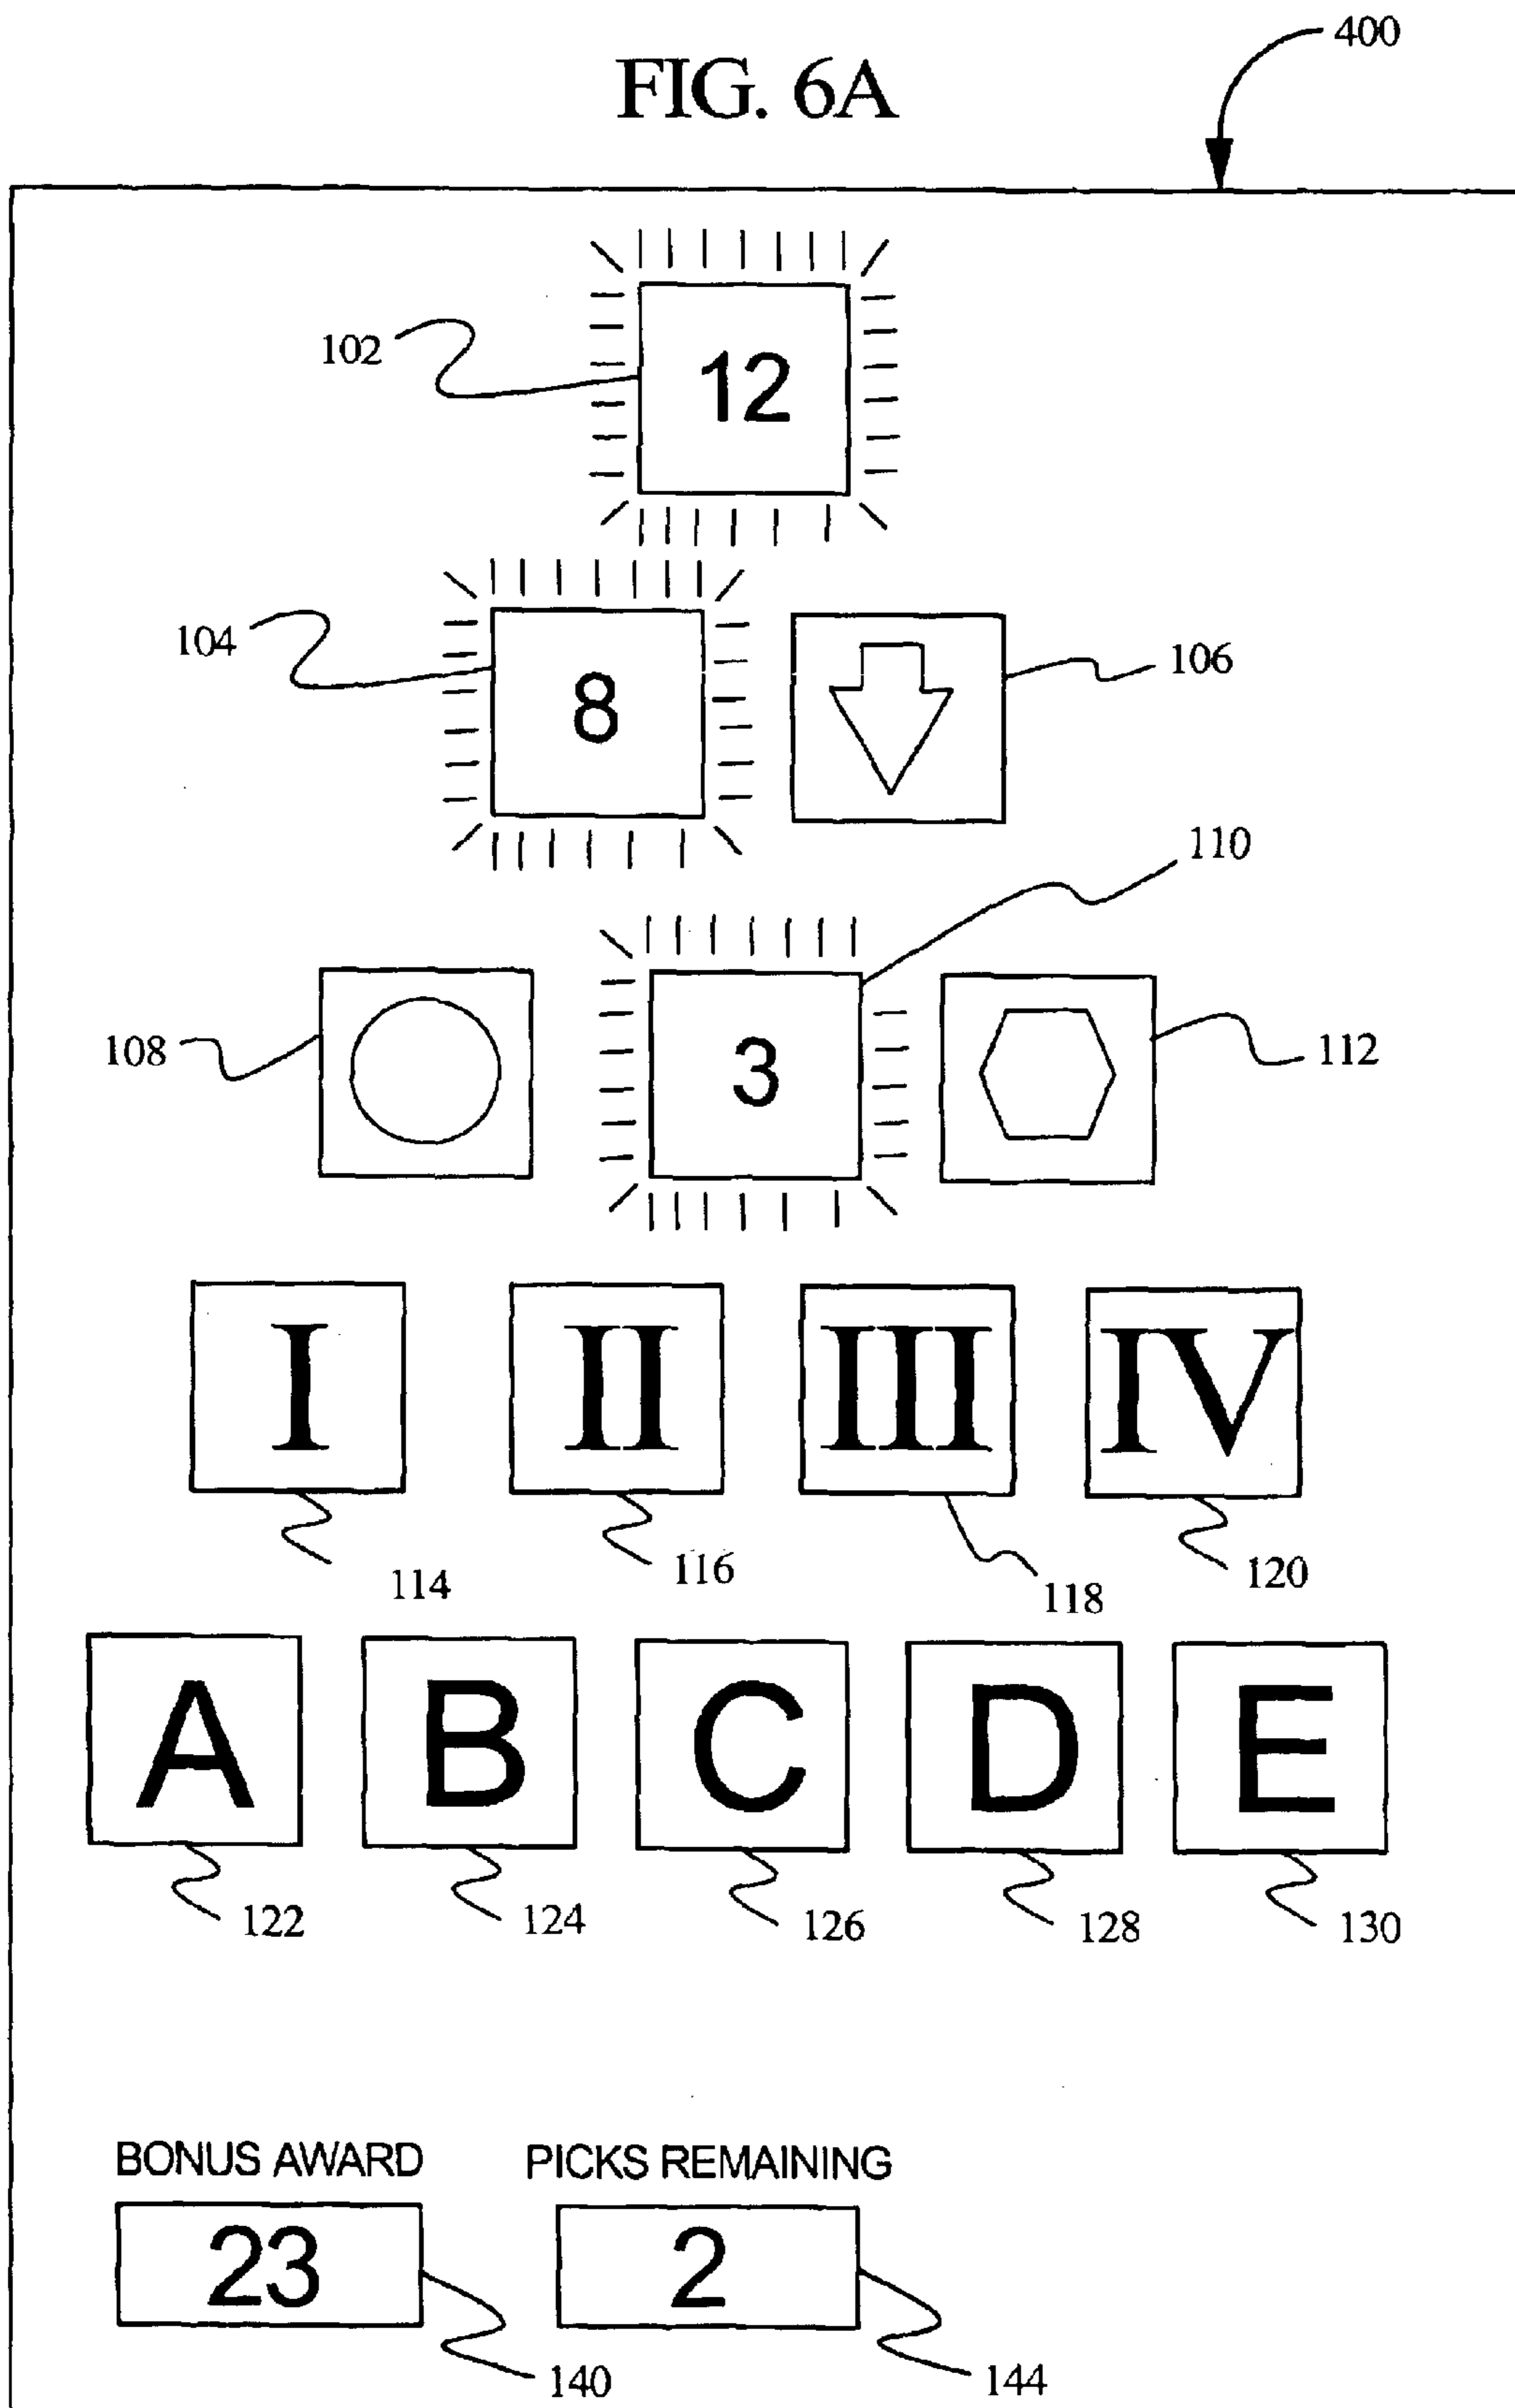 400
FIG. 6A
102
12
104
8
106
110
108
3
112
I II III IV
114 116 118 120
A B C D E
122 124 126 128 130
BONUS AWARD PICKS REMAINING
23 2
140 144